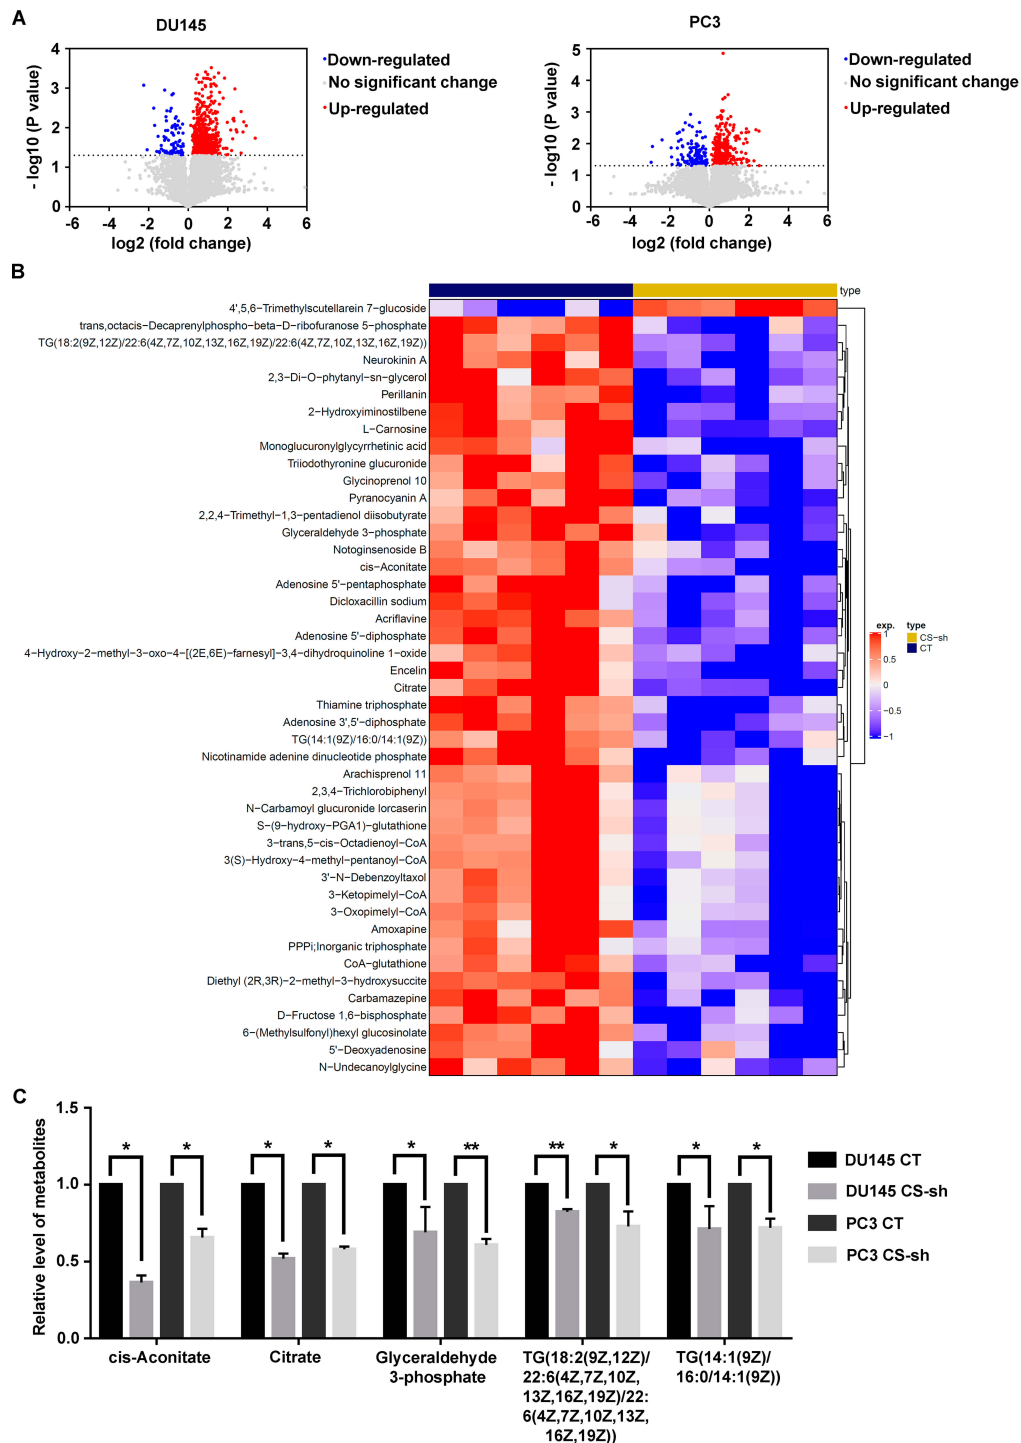 A
DU145
4
3
2
1
0
- log10 (P value)
-6 -4 -2 0 2 4 6
log2 (fold change)
Down-regulated
No significant change
Up-regulated
PC3
5
4
3
2
1
0
- log10 (P value)
-6 -4 -2 0 2 4 6
log2 (fold change)
Down-regulated
No significant change
Up-regulated
B
type
4',5,6−Trimethylscutellarein 7−glucoside
trans,octacis−Decaprenylphospho−beta−D−ribofuranose 5−phosphate
TG(18:2(9Z,12Z)/22:6(4Z,7Z,10Z,13Z,16Z,19Z)/22:6(4Z,7Z,10Z,13Z,16Z,19Z))
Neurokinin A
2,3−Di−O−phytanyl−sn−glycerol
Perillanin
2−Hydroxyiminostilbene
L−Carnosine
Monoglucuronylglycyrrhetinic acid
Triiodothyronine glucuronide
Glycinoprenol 10
Pyranocyanin A
2,2,4−Trimethyl−1,3−pentadienol diisobutyrate
Glyceraldehyde 3−phosphate
Notoginsenoside B
cis−Aconitate
Adenosine 5'−pentaphosphate
Dicloxacillin sodium
Acriflavine
Adenosine 5'−diphosphate
4−Hydroxy−2−methyl−3−oxo−4−[(2E,6E)−farnesyl]−3,4−dihydroquinoline 1−oxide
Encelin
Citrate
Thiamine triphosphate
Adenosine 3',5'−diphosphate
TG(14:1(9Z)/16:0/14:1(9Z))
Nicotinamide adenine dinucleotide phosphate
Arachisprenol 11
2,3,4−Trichlorobiphenyl
N−Carbamoyl glucuronide lorcaserin
S−(9−hydroxy−PGA1)−glutathione
3−trans,5−cis−Octadienoyl−CoA
3(S)−Hydroxy−4−methyl−pentanoyl−CoA
3'−N−Debenzoyltaxol
3−Ketopimelyl−CoA
3−Oxopimelyl−CoA
Amoxapine
PPPi;Inorganic triphosphate
CoA−glutathione
Diethyl (2R,3R)−2−methyl−3−hydroxysuccite
Carbamazepine
D−Fructose 1,6−bisphosphate
6−(Methylsulfonyl)hexyl glucosinolate
5'−Deoxyadenosine
N−Undecanoylglycine
exp.
1
0.5
0
−0.5
−1
type
CS−sh
CT
C
Relative level of metabolites
1.5
1.0
0.5
0.0
* * * * * ** ** * * *
cis-Aconitate
Citrate
Glyceraldehyde
3-phosphate
TG(18:2(9Z,12Z)/
22:6(4Z,7Z,10Z,
13Z,16Z,19Z)/22:
6(4Z,7Z,10Z,13Z,
16Z,19Z))
TG(14:1(9Z)/
16:0/14:1(9Z))
DU145 CT
DU145 CS-sh
PC3 CT
PC3 CS-sh